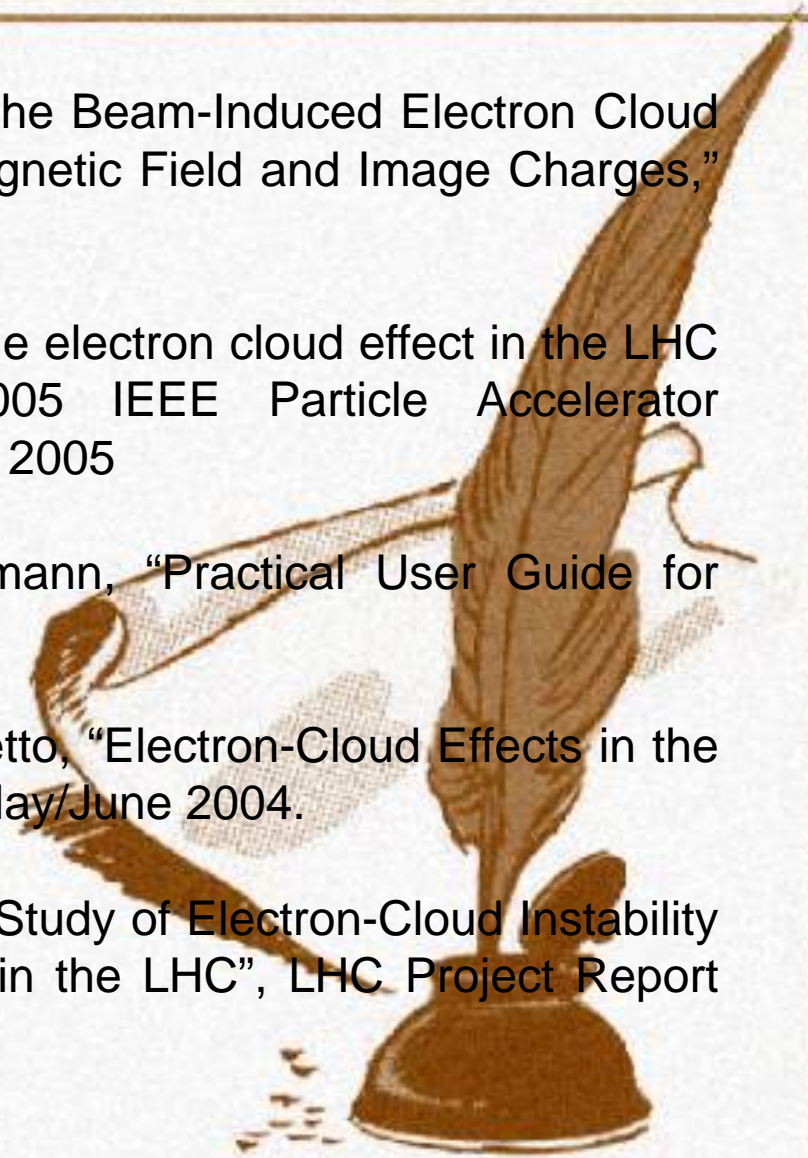 he Beam-Induced Electron Cloud
gnetic Field and Image Charges,”
e electron cloud effect in the LHC
005 IEEE Particle Accelerator
2005
mann, “Practical User Guide for
etto, “Electron-Cloud Effects in the
lay/June 2004.
Study of Electron-Cloud Instability
in the LHC”, LHC Project Report